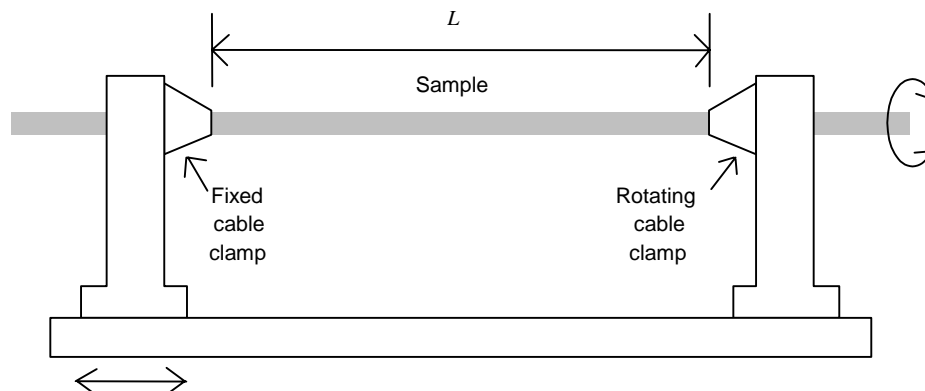 L
Sample
Fixed
cable
clamp
Rotating
cable
clamp